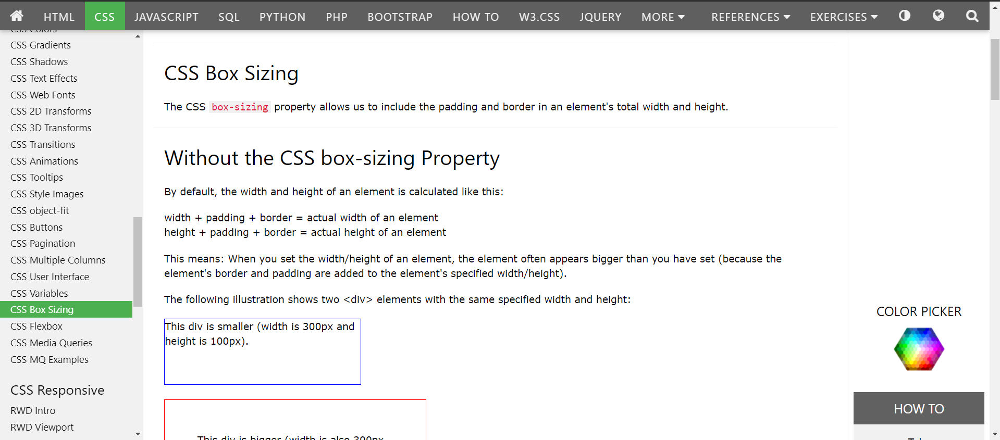 HTML CSS JAVASCRIPT SQL PYTHON PHP BOOTSTRAP HOW TO W3.CSS JQUERY MORE REFERENCES EXERCISES
CSS Colors
CSS Gradients
CSS Shadows
CSS Text Effects
CSS Web Fonts
CSS 2D Transforms
CSS 3D Transforms
CSS Transitions
CSS Animations
CSS Tooltips
CSS Style Images
CSS object-fit
CSS Buttons
CSS Pagination
CSS Multiple Columns
CSS User Interface
CSS Variables
CSS Box Sizing
CSS Flexbox
CSS Media Queries
CSS MQ Examples
CSS Responsive
RWD Intro
RWD Viewport
CSS Box Sizing
The CSS box-sizing property allows us to include the padding and border in an element's total width and height.
Without the CSS box-sizing Property
By default, the width and height of an element is calculated like this:
width + padding + border = actual width of an element
height + padding + border = actual height of an element
This means: When you set the width/height of an element, the element often appears bigger than you have set (because the
element's border and padding are added to the element's specified width/height).
The following illustration shows two <div> elements with the same specified width and height:
This div is smaller (width is 300px and
height is 100px).
This div is bigger (width is also 300px
COLOR PICKER
HOW TO